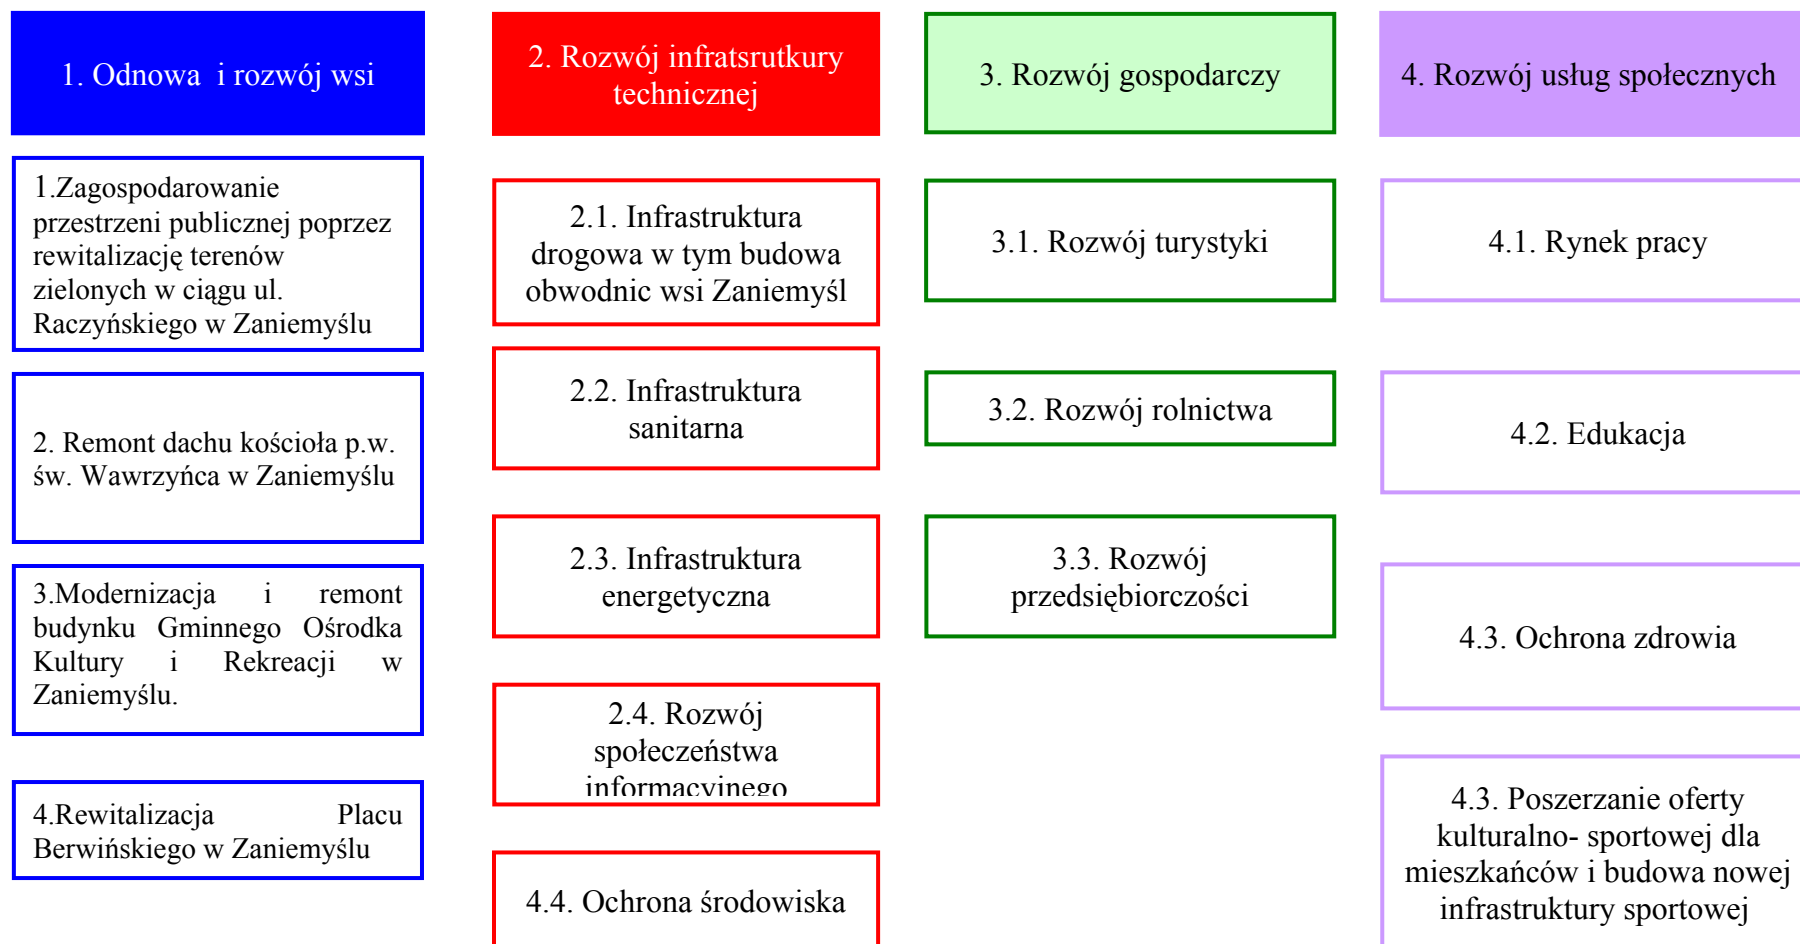 1. Odnowa i rozwój wsi
1.Zagospodarowanie
przestrzeni publicznej poprzez
rewitalizację terenów
zielonych w ciągu ul.
Raczyńskiego w Zaniemyślu
2. Remont dachu kościoła p.w.
św. Wawrzyńca w Zaniemyślu
3.Modernizacja i remont
budynku Gminnego Ośrodka
Kultury i Rekreacji w
Zaniemyślu.
4.Rewitalizacja Placu
Berwińskiego w Zaniemyślu
2. Rozwój infratsrutkury
technicznej
2.1. Infrastruktura
drogowa w tym budowa
obwodnic wsi Zaniemyśl
2.2. Infrastruktura
sanitarna
2.3. Infrastruktura
energetyczna
2.4. Rozwój
społeczeństwa
informacyjnego
4.4. Ochrona środowiska
3. Rozwój gospodarczy
3.1. Rozwój turystyki
3.2. Rozwój rolnictwa
3.3. Rozwój
przedsiębiorczości
4. Rozwój usług społecznych
4.1. Rynek pracy
4.2. Edukacja
4.3. Ochrona zdrowia
4.3. Poszerzanie oferty
kulturalno- sportowej dla
mieszkańców i budowa nowej
infrastruktury sportowej